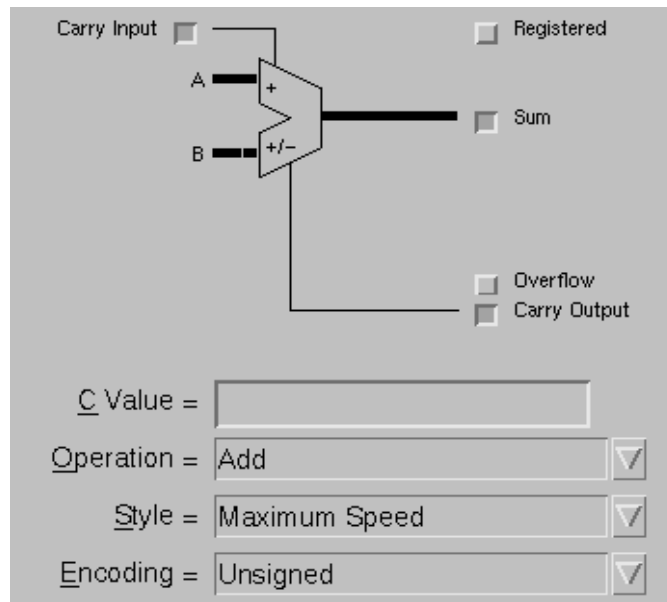 Carry Input
Registered
A
+
Sum
B
+/−
Overflow
Carry Output
C Value =
Operation = Add
Style = Maximum Speed
Encoding = Unsigned